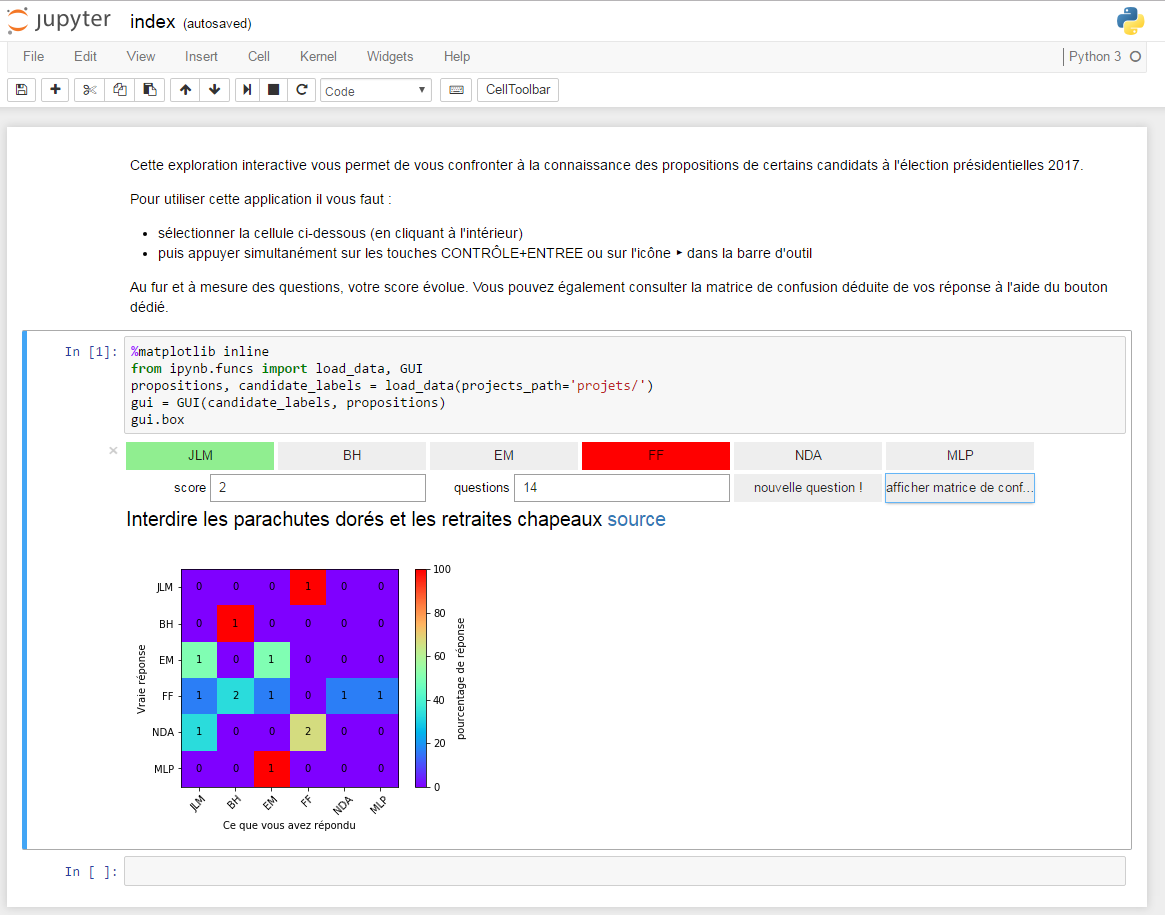 jupyter index (autosaved)
File Edit View Insert Cell Kernel Widgets Help Python 3
Code CellToolbar
Cette exploration interactive vous permet de vous confronter à la connaissance des propositions de certains candidats à l'élection présidentielles 2017.
Pour utiliser cette application il vous faut :
• sélectionner la cellule ci-dessous (en cliquant à l'intérieur)
• puis appuyer simultanément sur les touches CONTRÔLE+ENTREE ou sur l'icône ‣ dans la barre d'outil
Au fur et à mesure des questions, votre score évolue. Vous pouvez également consulter la matrice de confusion déduite de vos réponse à l'aide du bouton
dédié.
In [1]: %matplotlib inline
from ipynb.funcs import load_data, GUI
propositions, candidate_labels = load_data(projects_path='projets/')
gui = GUI(candidate_labels, propositions)
gui.box
× JLM BH EM FF NDA MLP
score 2 questions 14 nouvelle question ! afficher matrice de conf...
Interdire les parachutes dorés et les retraites chapeaux source
JLM 0 0 0 1 0 0
BH 0 1 0 0 0 0
EM 1 0 1 0 0 0
FF 1 2 1 0 1 1
NDA 1 0 0 2 0 0
MLP 0 0 1 0 0 0
JLM BH EM FF NDA MLP
Ce que vous avez répondu
Vraie réponse
100
80
60
40
20
0
pourcentage de réponse
In [ ]: